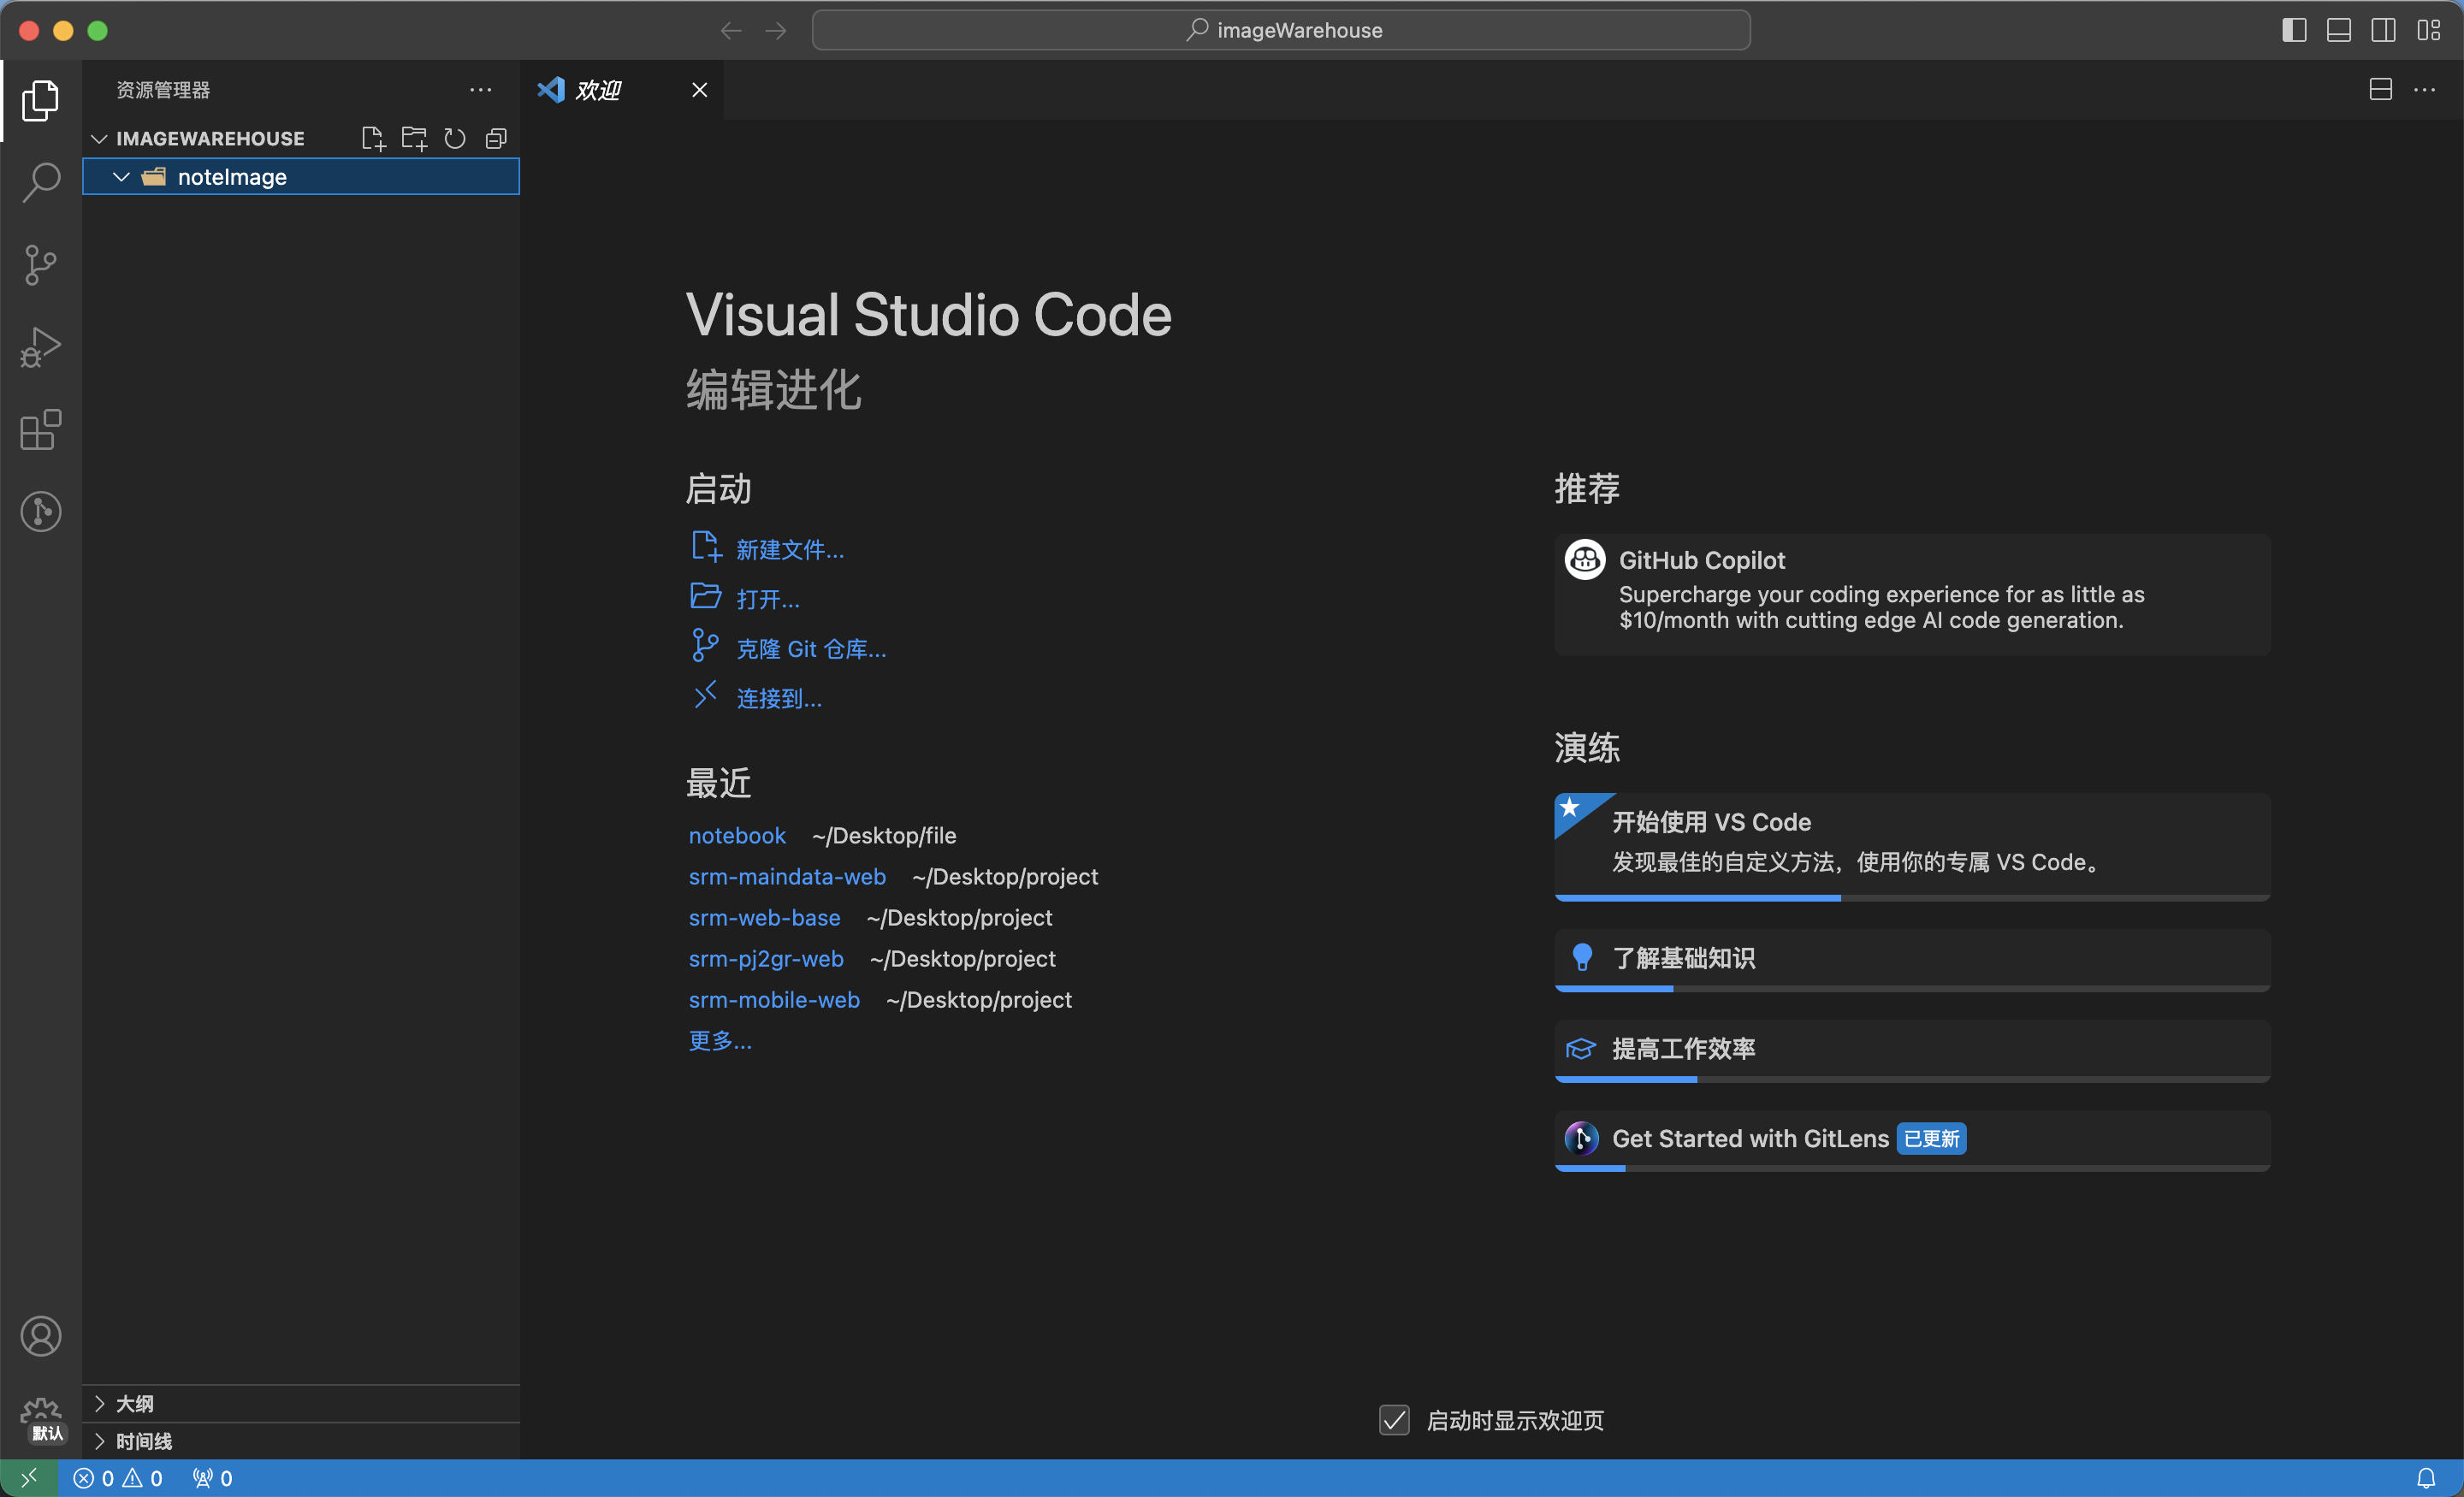 imageWarehouse
资源管理器
IMAGEWAREHOUSE
noteImage
欢迎
Visual Studio Code
编辑进化
启动
新建文件...
打开...
克隆 Git 仓库...
连接到...
最近
notebook ~/Desktop/file
srm-maindata-web ~/Desktop/project
srm-web-base ~/Desktop/project
srm-pj2gr-web ~/Desktop/project
srm-mobile-web ~/Desktop/project
更多...
推荐
GitHub Copilot
Supercharge your coding experience for as little as
$10/month with cutting edge AI code generation.
演练
开始使用 VS Code
发现最佳的自定义方法，使用你的专属 VS Code。
了解基础知识
提高工作效率
Get Started with GitLens 已更新
启动时显示欢迎页
大纲
时间线
默认
0 0 0